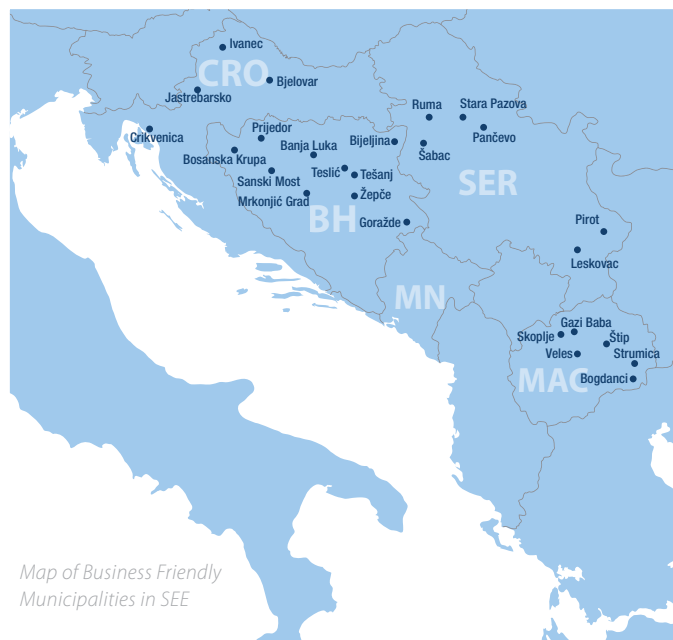 Ivanec
CRO
Bjelovar
Jastrebarsko
Ruma
Stara Pazova
Crikvenica
Prijedor
Pančevo
Banja Luka
Bijeljina
Šabac
Bosanska Krupa
Teslić
Tešanj
Sanski Most
SER
Mrkonjić Grad
Žepče
BH
Goražde
Pirot
Leskovac
MN
Gazi Baba
Skoplje
Štip
Veles
Strumica
MAC
Bogdanci
Map of Business Friendly
Municipalities in SEE